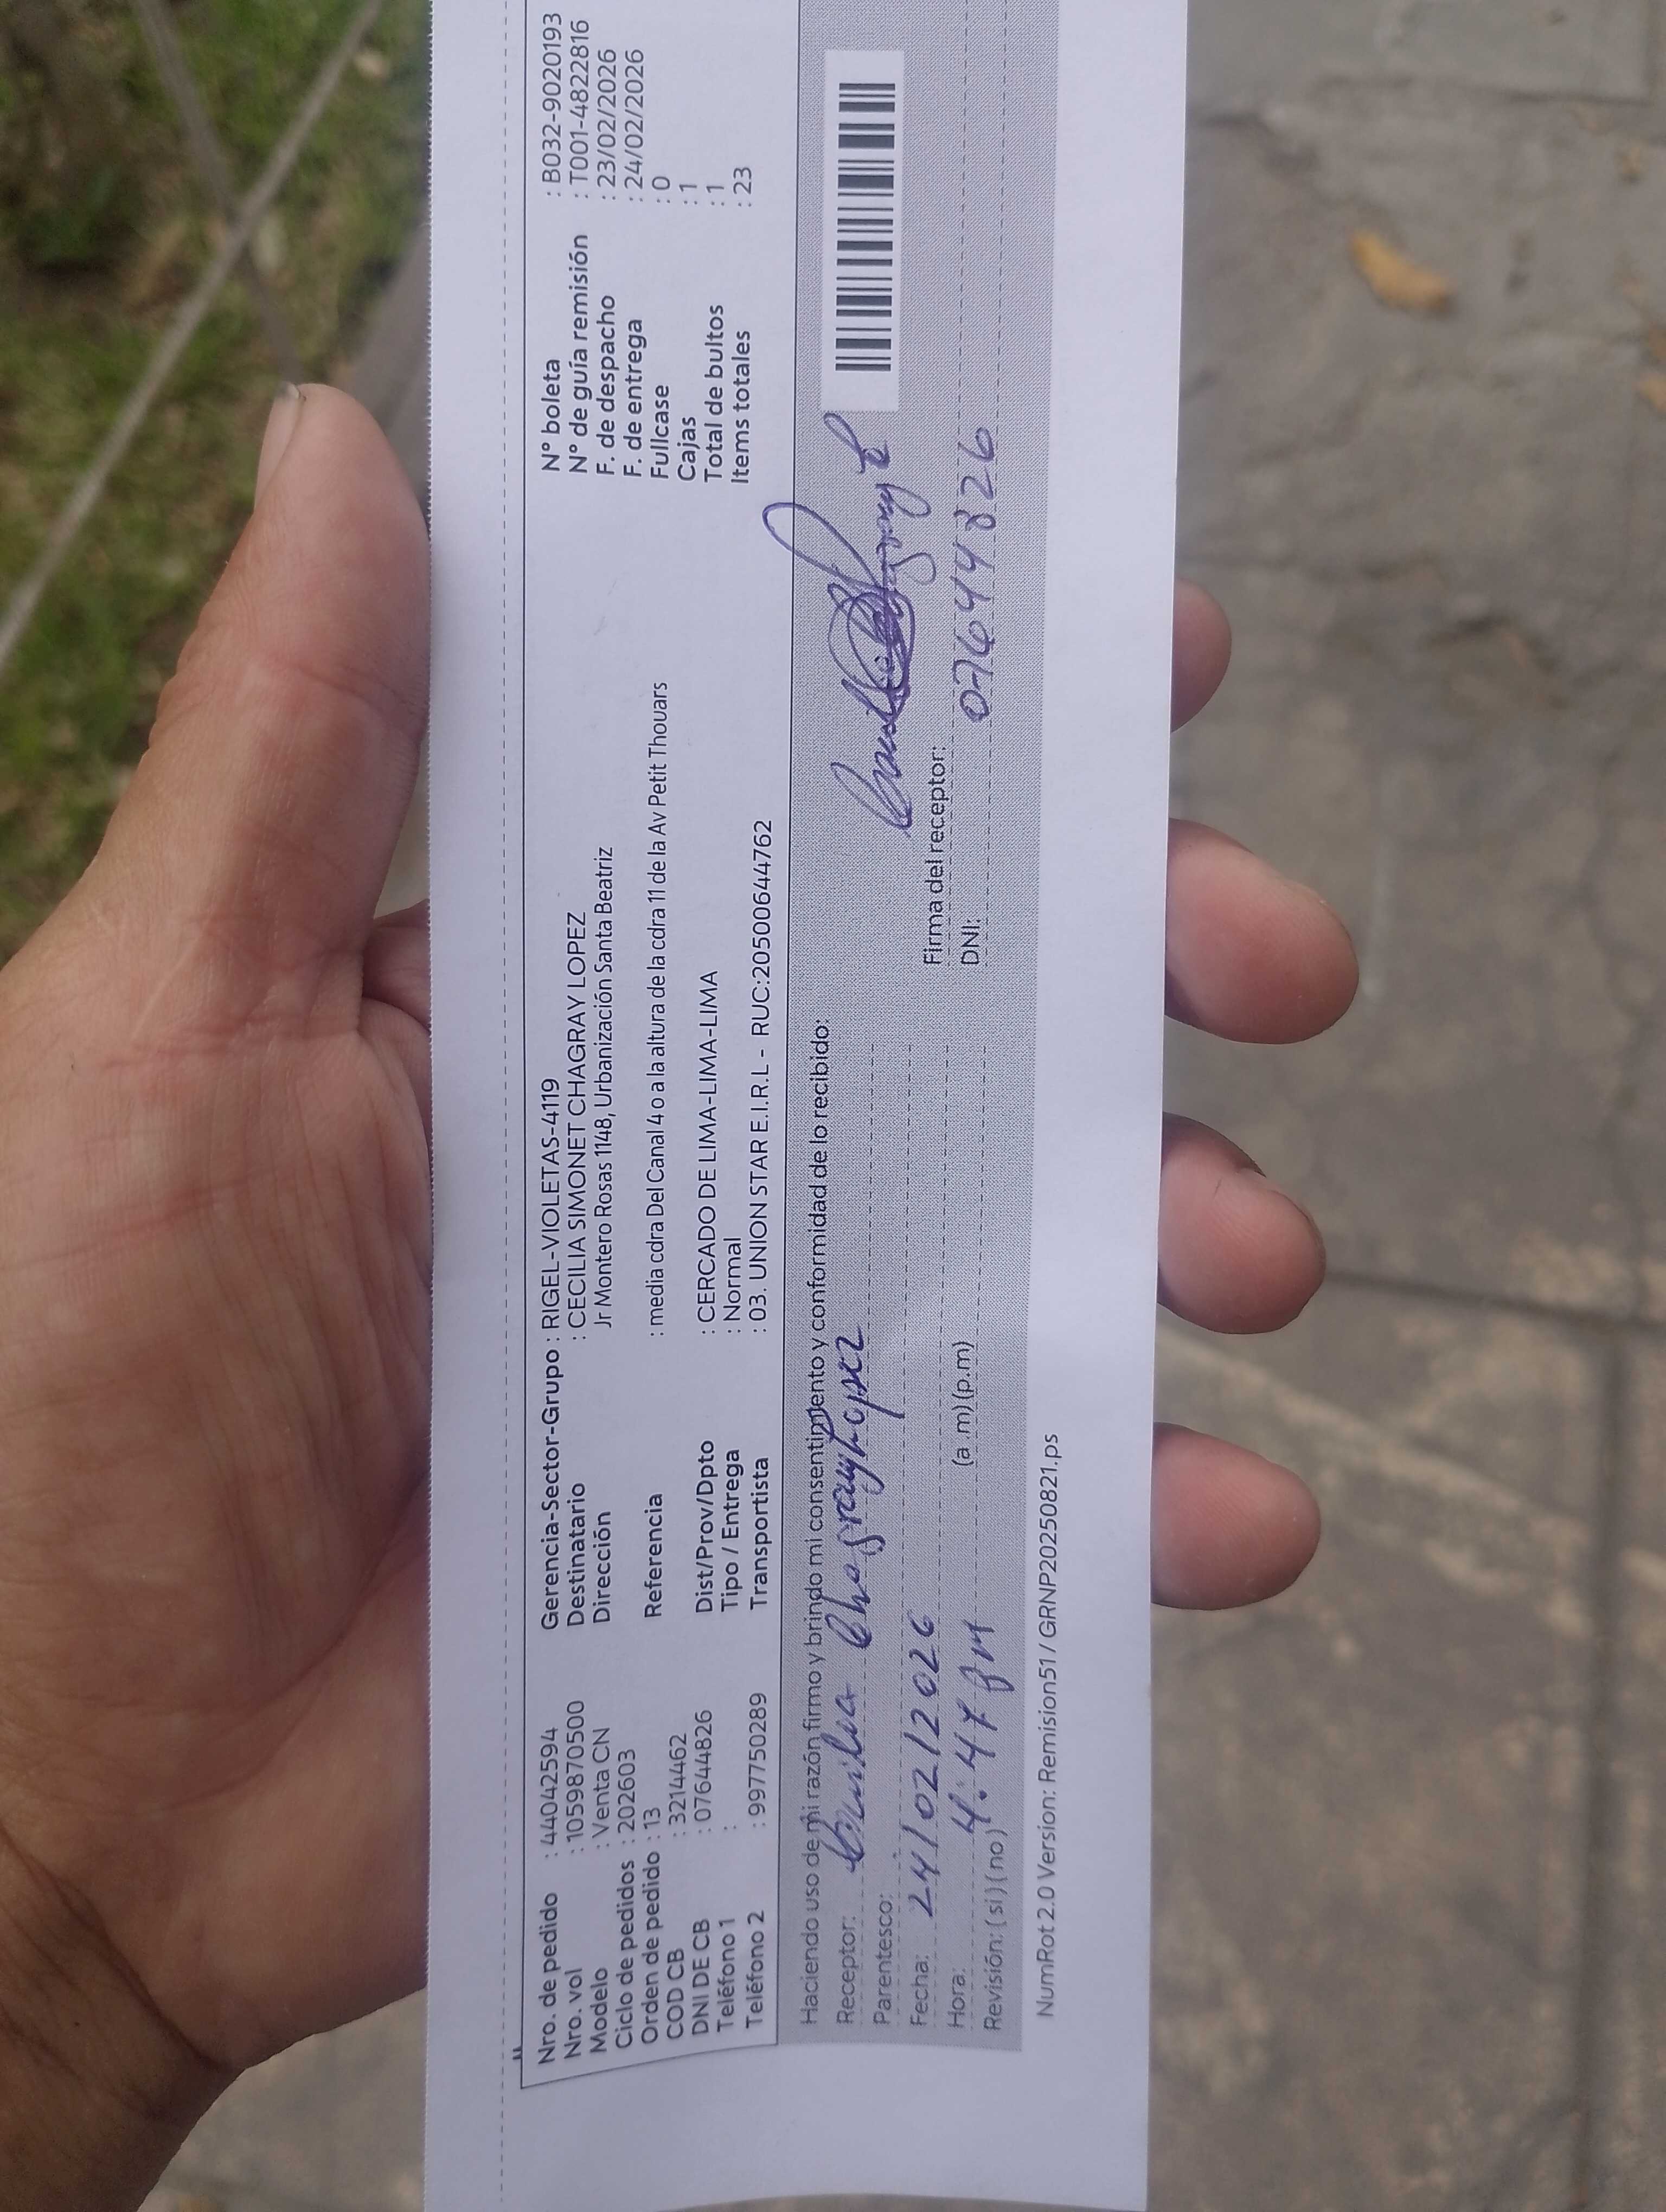 Nro. de pedido : 44042594
Nro. vol : 1059870500
Modelo : Venta CN
Ciclo de pedidos : 202603
Orden de pedido : 13
COD CB : 3214462
DNI DE CB : 07644826
Teléfono 1 :
Teléfono 2 : 997750289
Gerencia-Sector-Grupo : RIGEL-VIOLETAS-4119
Destinatario : CECILIA SIMONET CHAGRAY LOPEZ
Dirección Jr Montero Rosas 1148, Urbanización Santa Beatriz
Referencia : media cdra Del Canal 4 o a la altura de la cdra 11 de la Av Petit Thouars
Dist/Prov/Dpto : CERCADO DE LIMA-LIMA-LIMA
Tipo / Entrega : Normal
Transportista : 03. UNION STAR E.I.R.L - RUC:20500644762
N° boleta : B032-9020193
N° de guía remisión : T001-4822816
F. de despacho : 23/02/2026
F. de entrega : 24/02/2026
Fullcase : 0
Cajas : 1
Total de bultos : 1
Items totales : 23
Haciendo uso de mi razón firmo y brindo mi consentimiento y conformidad de lo recibido:
Receptor: Cecilia Chagray Lopez
Parentesco:
Fecha: 24/02/2026
Hora: 4:47 pm (a .m) (p.m)
Revisión: ( si ) ( no )
Firma del receptor:
DNI: 07644826
NumRot 2.0 Version: Remision51 / GRNP20250821.ps